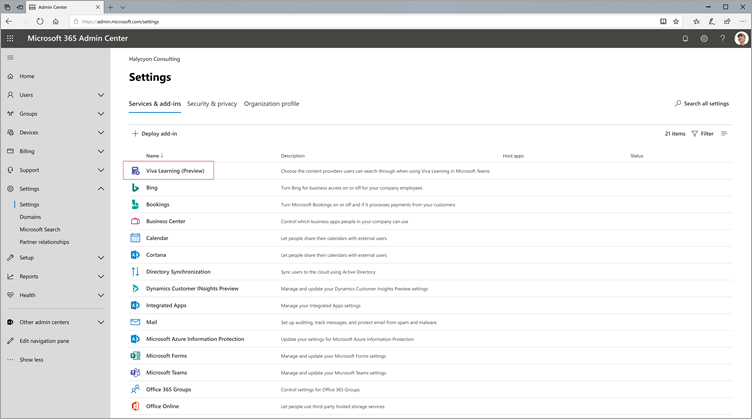 Admin Center
https://admin.microsoft.com/settings
Microsoft 365 Admin Center
Halycyon Consulting
Settings
Services & add-ins Security & privacy Organization profile
Search all settings
Deploy add-in
21 items Filter
Home
Users
Groups
Devices
Billing
Support
Settings
Settings
Domains
Microsoft Search
Partner relationships
Setup
Reports
Health
Other admin centers
Edit navigation pane
Show less
Name Description Host apps Status
Viva Learning (Preview) Choose the content providers users can search through when using Viva Learning in Microsoft Teams
Bing Turn Bing for business access on or off for your company employees
Bookings Turn Microsoft Bookings on or off and if it processes payments from your customers
Business Center Control which business apps people in your company can use
Calendar Let people share their calendars with external users
Cortana Let people share their calendars with external users
Directory Synchronization Sync users to the cloud using Active Directory
Dynamics Customer INsights Preview Manage and update your Dynamics Customer Insights Preview settings
Integrated Apps Manage your Integrated Apps settings
Mail Set up auditing, track messages, and protect email from spam and malware
Microsoft Azure Information Protection Update your settings for Microsoft Azure Information Protection
Microsoft Forms Manage and update your Microsoft Forms settings
Microsoft Teams Manage and update your Microsoft Teams settings
Office 365 Groups Control settings for Office 365 Groups
Office Online Let people use third-party hosted storage services